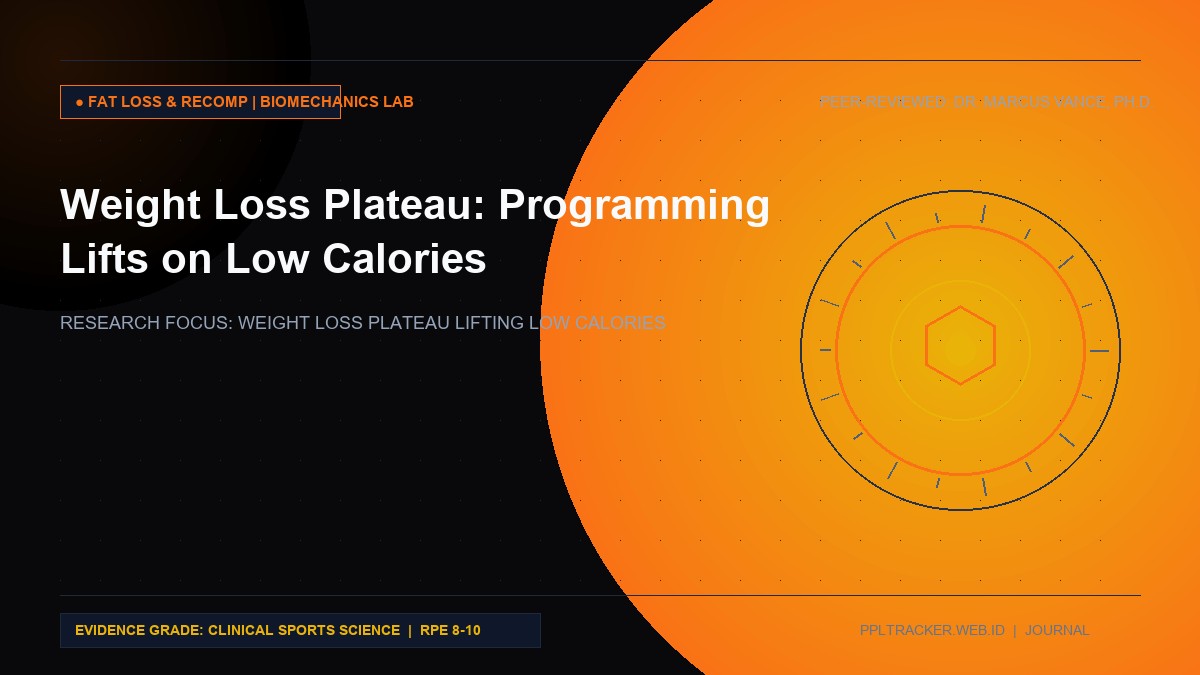 ● FAT LOSS & RECOMP | BIOMECHANICS LAB
PEER-REVIEWED: DR. MARCUS VANCE, PH.D
Weight Loss Plateau: Programming
Lifts on Low Calories
RESEARCH FOCUS: WEIGHT LOSS PLATEAU LIFTING LOW CALORIES
EVIDENCE GRADE: CLINICAL SPORTS SCIENCE | RPE 8-10
PPLTRACKER.WEB.ID | JOURNAL